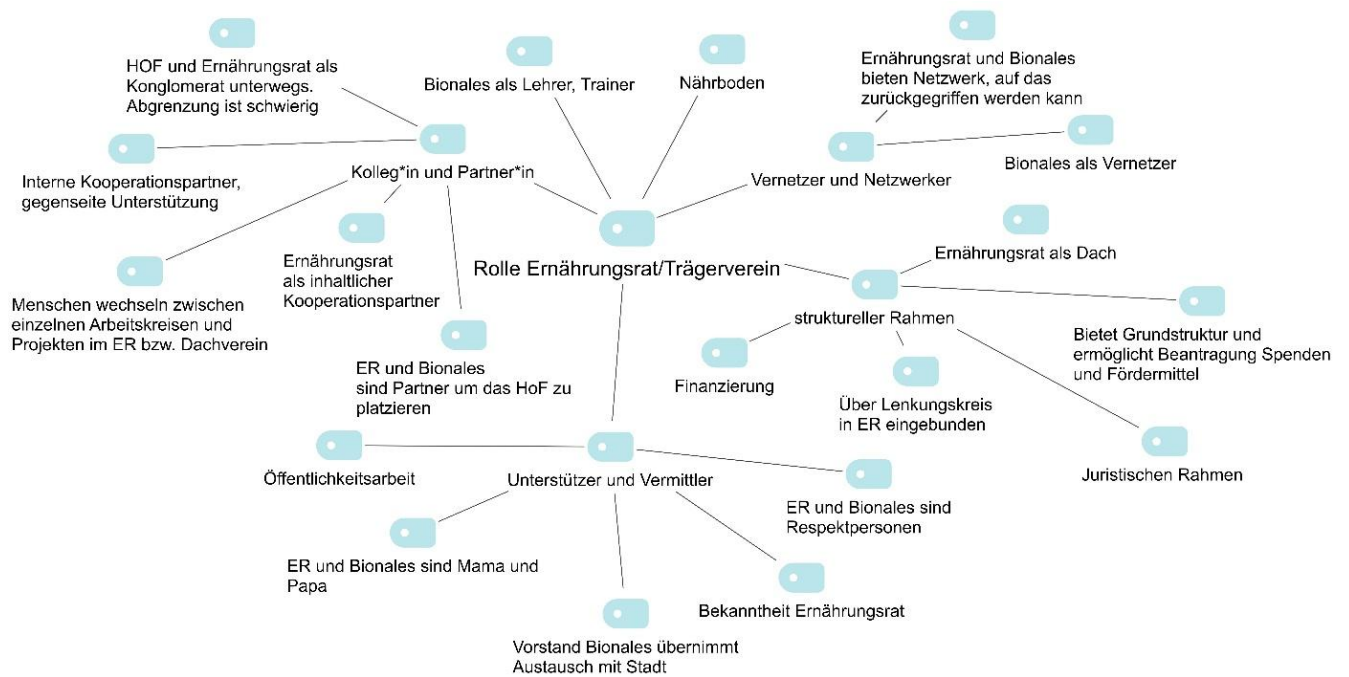 HOF und Ernährungsrat als
Konglomerat unterwegs.
Abgrenzung ist schwierig
Bionales als Lehrer, Trainer
Nährboden
Ernährungsrat und Bionales
bieten Netzwerk, auf das
zurückgegriffen werden kann
Interne Kooperationspartner,
gegenseite Unterstützung
Kolleg*in und Partner*in
Vernetzer und Netzwerker
Bionales als Vernetzer
Ernährungsrat
als inhaltlicher
Kooperationspartner
Rolle Ernährungsrat/Trägerverein
Ernährungsrat als Dach
Menschen wechseln zwischen
einzelnen Arbeitskreisen und
Projekten im ER bzw. Dachverein
struktureller Rahmen
Bietet Grundstruktur und
ermöglicht Beantragung Spenden
und Fördermittel
ER und Bionales
sind Partner um das HoF zu
platzieren
Finanzierung
Über Lenkungskreis
in ER eingebunden
Juristischen Rahmen
Öffentlichkeitsarbeit
Unterstützer und Vermittler
ER und Bionales sind
Respektpersonen
ER und Bionales sind Mama und
Papa
Bekanntheit Ernährungsrat
Vorstand Bionales übernimmt
Austausch mit Stadt